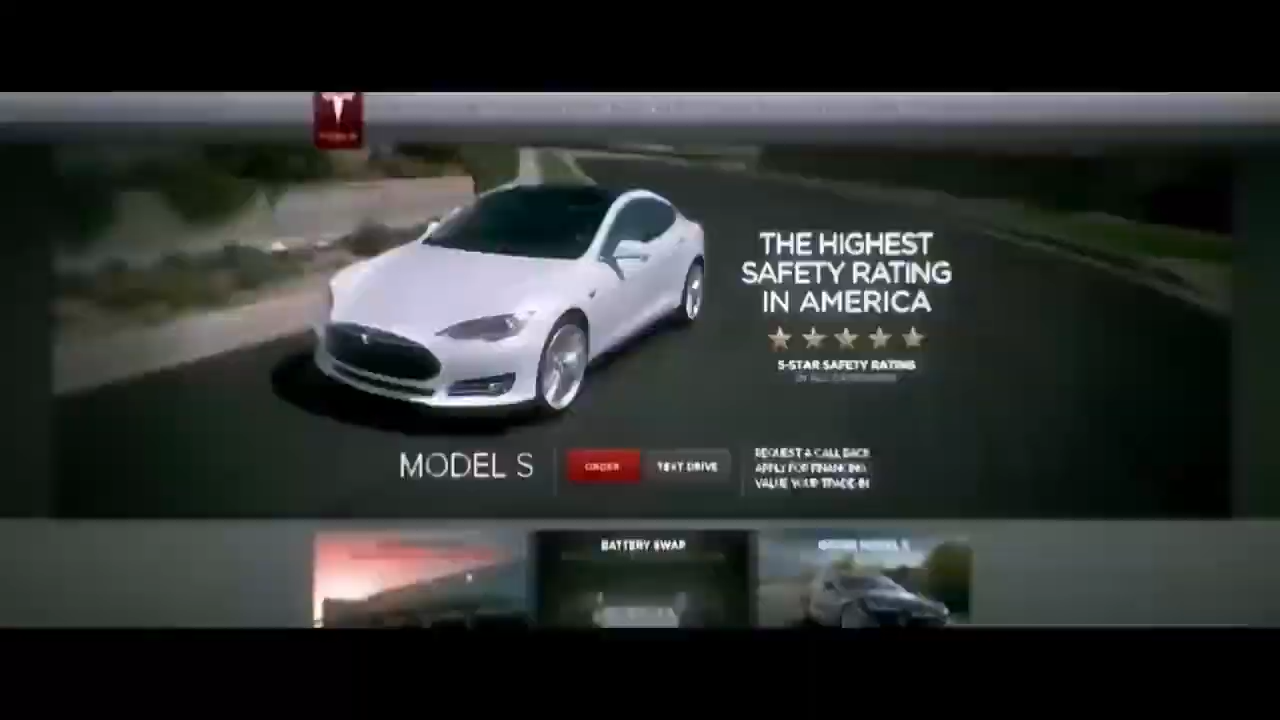 THE HIGHEST
SAFETY RATING
IN AMERICA
5-STAR SAFETY RATING
MODEL S
ORDER
TEST DRIVE
REQUEST A CALL BACK
APPLY FOR FINANCING
VALUE YOUR TRADE-IN
BATTERY SWAP